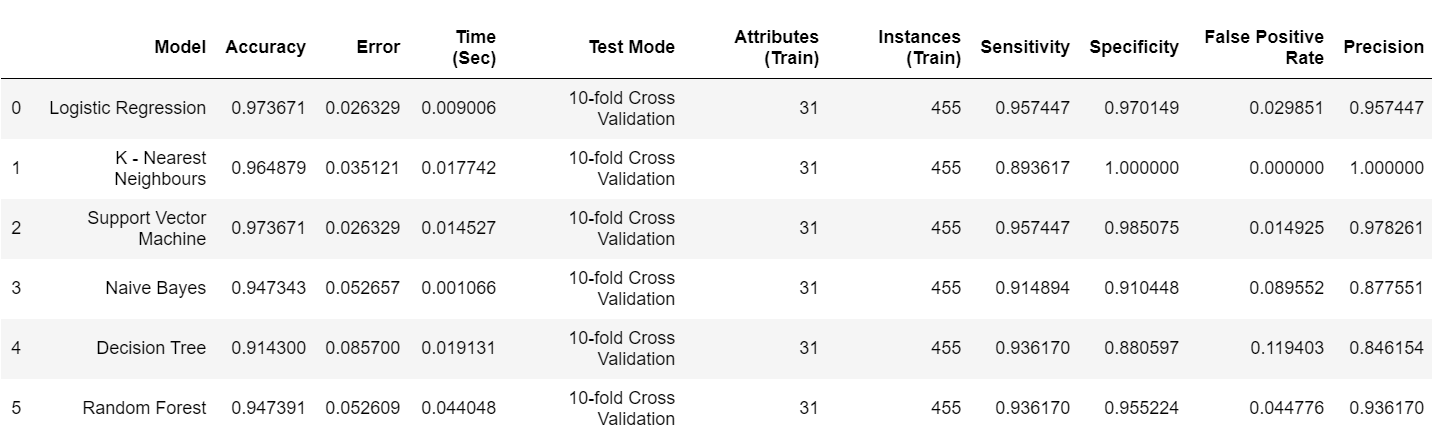 Model Accuracy Error Time (Sec) Test Mode Attributes (Train) Instances (Train) Sensitivity Specificity False Positive Rate Precision
0 Logistic Regression 0.973671 0.026329 0.009006 10-fold Cross Validation 31 455 0.957447 0.970149 0.029851 0.957447
1 K - Nearest Neighbours 0.964879 0.035121 0.017742 10-fold Cross Validation 31 455 0.893617 1.000000 0.000000 1.000000
2 Support Vector Machine 0.973671 0.026329 0.014527 10-fold Cross Validation 31 455 0.957447 0.985075 0.014925 0.978261
3 Naive Bayes 0.947343 0.052657 0.001066 10-fold Cross Validation 31 455 0.914894 0.910448 0.089552 0.877551
4 Decision Tree 0.914300 0.085700 0.019131 10-fold Cross Validation 31 455 0.936170 0.880597 0.119403 0.846154
5 Random Forest 0.947391 0.052609 0.044048 10-fold Cross Validation 31 455 0.936170 0.955224 0.044776 0.936170